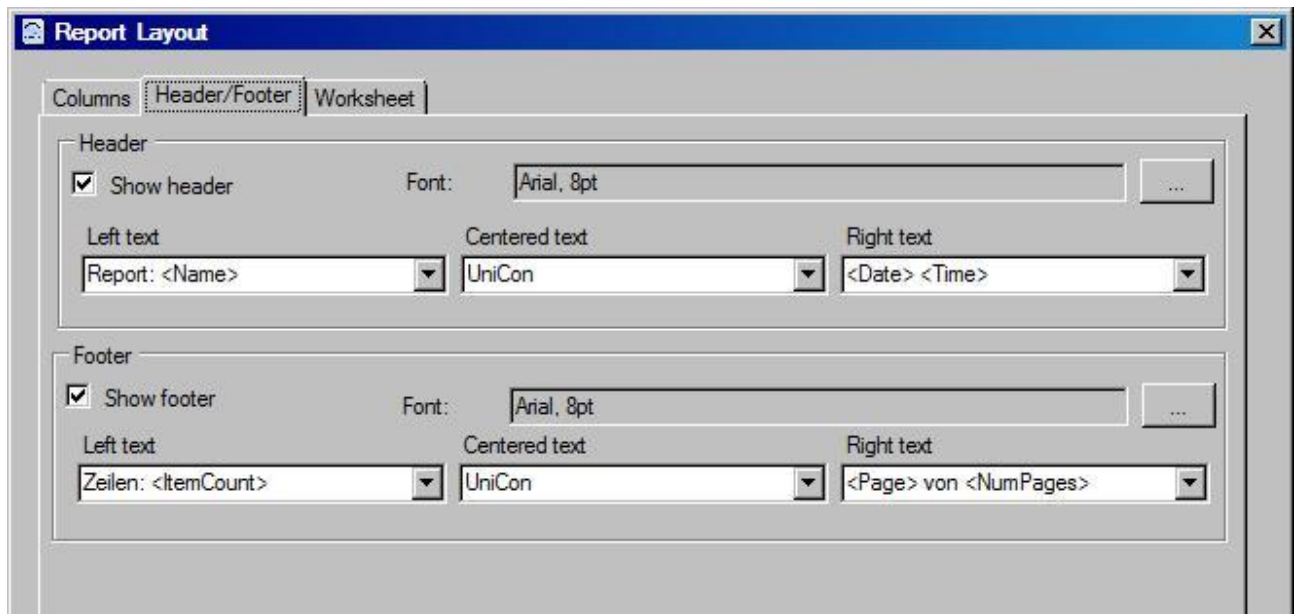 Report Layout
Columns Header/Footer Worksheet
Header
Show header Font: Arial, 8pt ...
Left text Centered text Right text
Report: <Name> UniCon <Date> <Time>
Footer
Show footer Font: Arial, 8pt ...
Left text Centered text Right text
Zeilen: <ItemCount> UniCon <Page> von <NumPages>